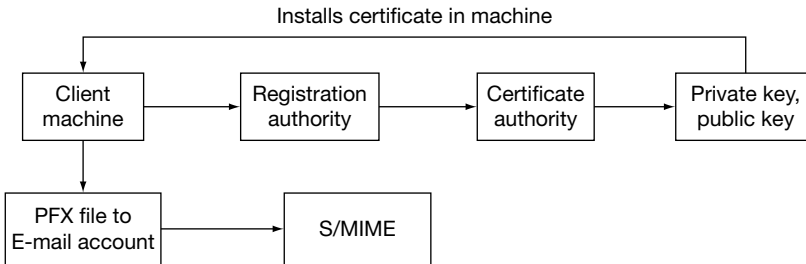 Installs certificate in machine
Client
machine
Registration
authority
Certificate
authority
Private key,
public key
PFX file to
E-mail account
S/MIME